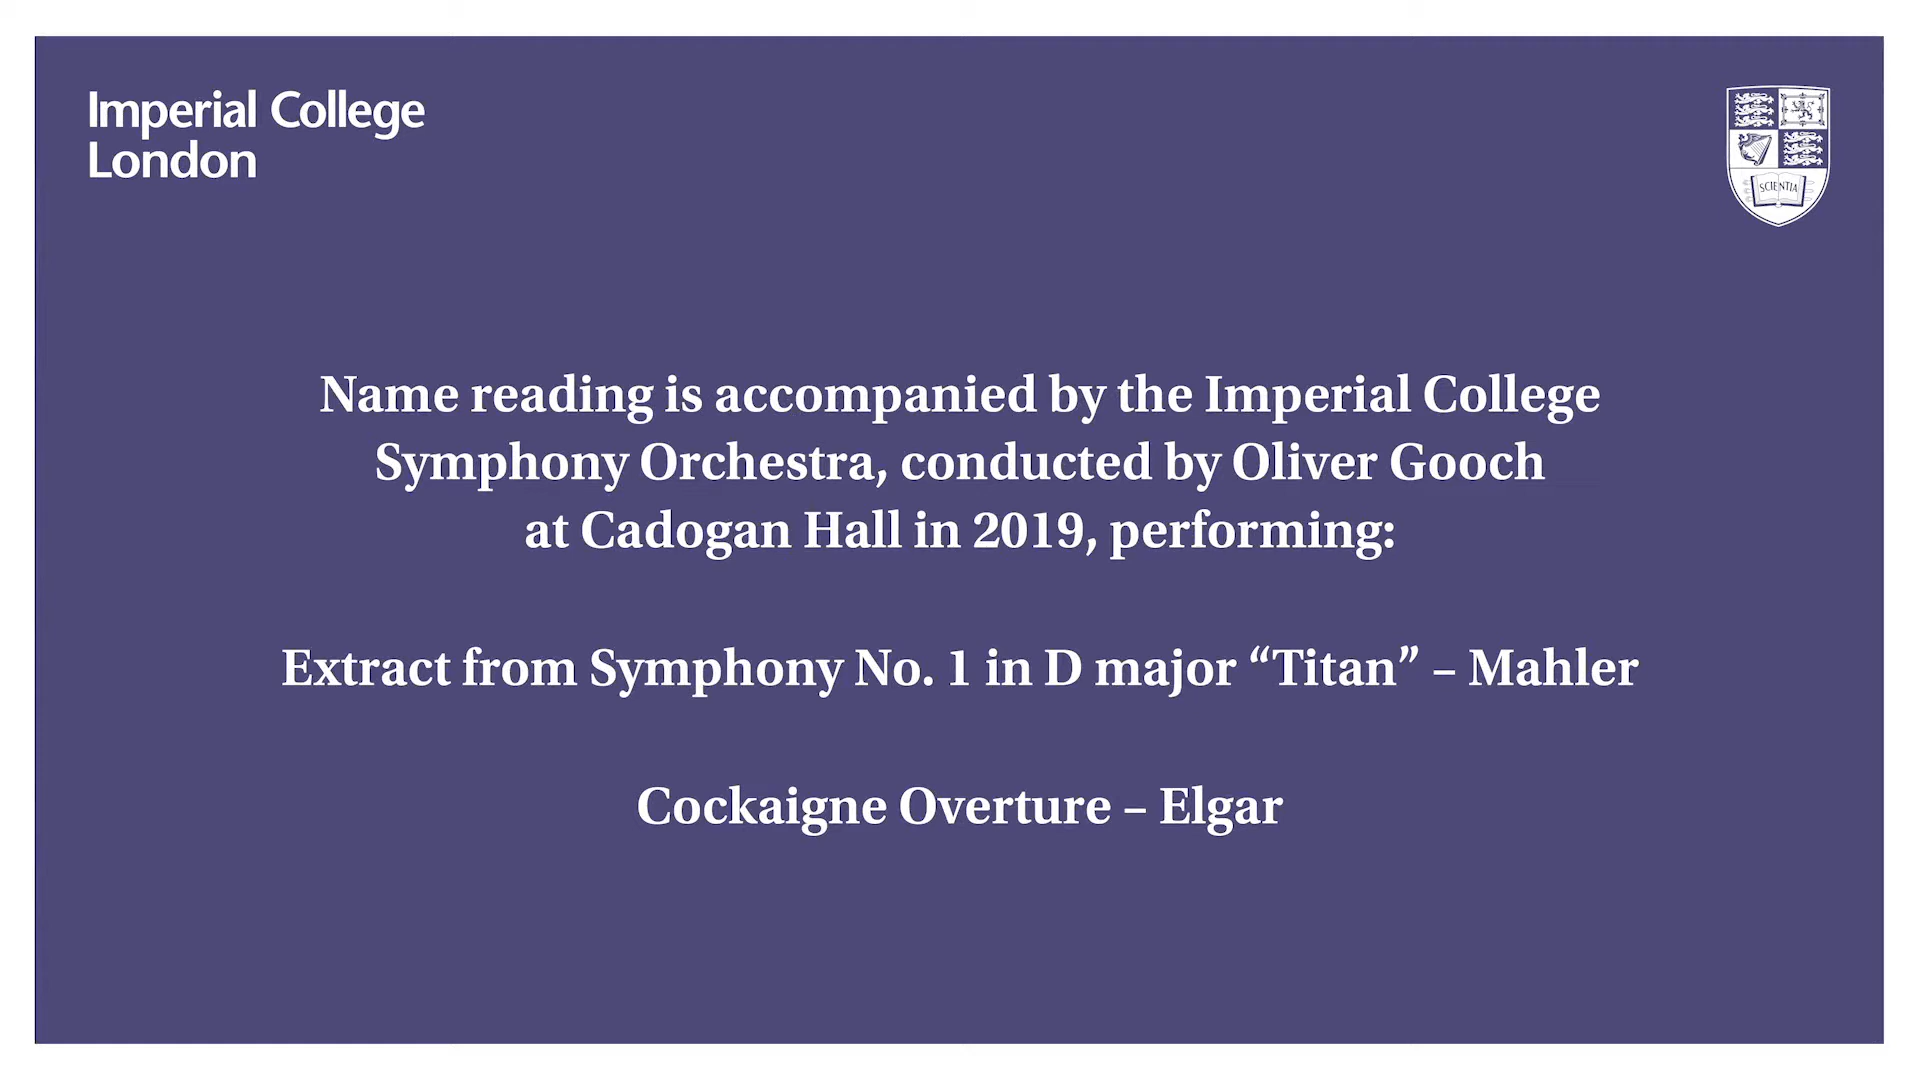 Imperial College
London
SCIENTIA
Name reading is accompanied by the Imperial College
Symphony Orchestra, conducted by Oliver Gooch
at Cadogan Hall in 2019, performing:
Extract from Symphony No. 1 in D major “Titan” – Mahler
Cockaigne Overture – Elgar